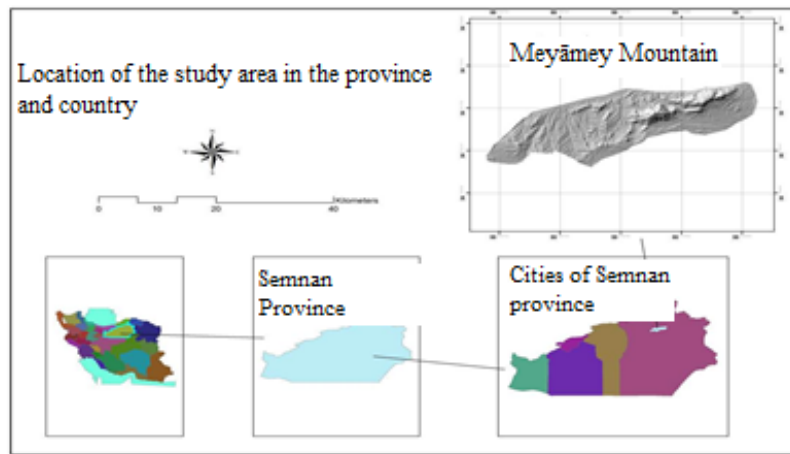 Location of the study area in the province
and country
Meyāmey Mountain
Kilometers
0 10 20 40
Semnan
Province
Cities of Semnan
province